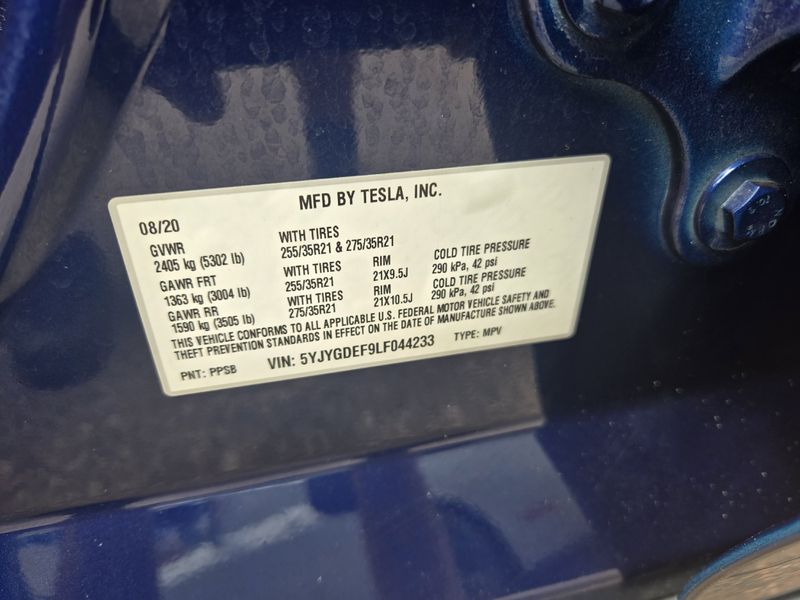 MFD BY TESLA, INC.
08/20
GVWR WITH TIRES
2405 kg (5302 lb) 255/35R21 & 275/35R21
GAWR FRT WITH TIRES RIM COLD TIRE PRESSURE
1363 kg (3004 lb) 255/35R21 21X9.5J 290 kPa, 42 psi
GAWR RR WITH TIRES RIM COLD TIRE PRESSURE
1590 kg (3505 lb) 275/35R21 21X10.5J 290 kPa, 42 psi
THIS VEHICLE CONFORMS TO ALL APPLICABLE U.S. FEDERAL MOTOR VEHICLE SAFETY AND
THEFT PREVENTION STANDARDS IN EFFECT ON THE DATE OF MANUFACTURE SHOWN ABOVE.
PNT: PPSB VIN: 5YJYGDEF9LF044233 TYPE: MPV